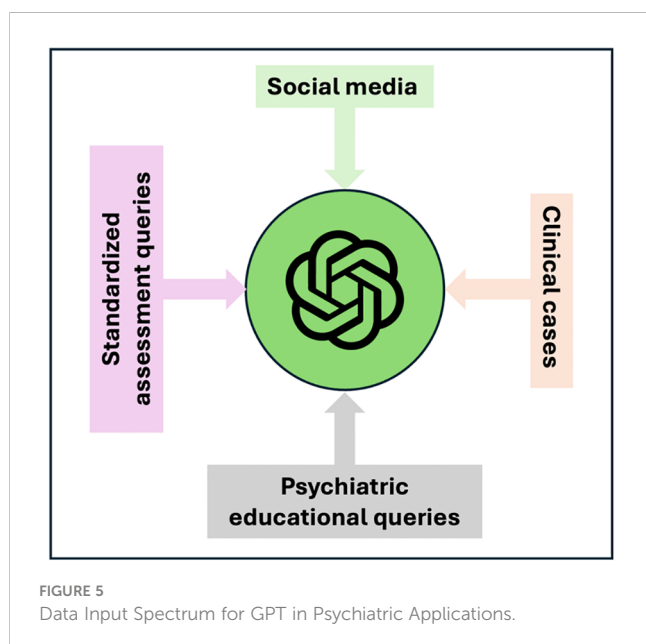 Social media
Standardized
assessment queries
Clinical cases
Psychiatric
educational queries
FIGURE 5
Data Input Spectrum for GPT in Psychiatric Applications.